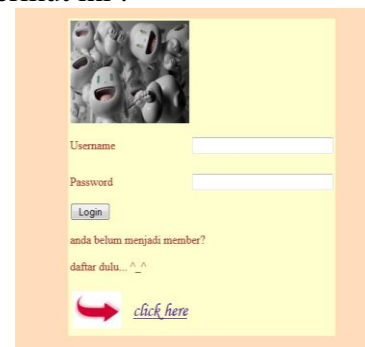 Username
Password
Login
anda belum menjadi member?
daftar dulu... ^_^
click here